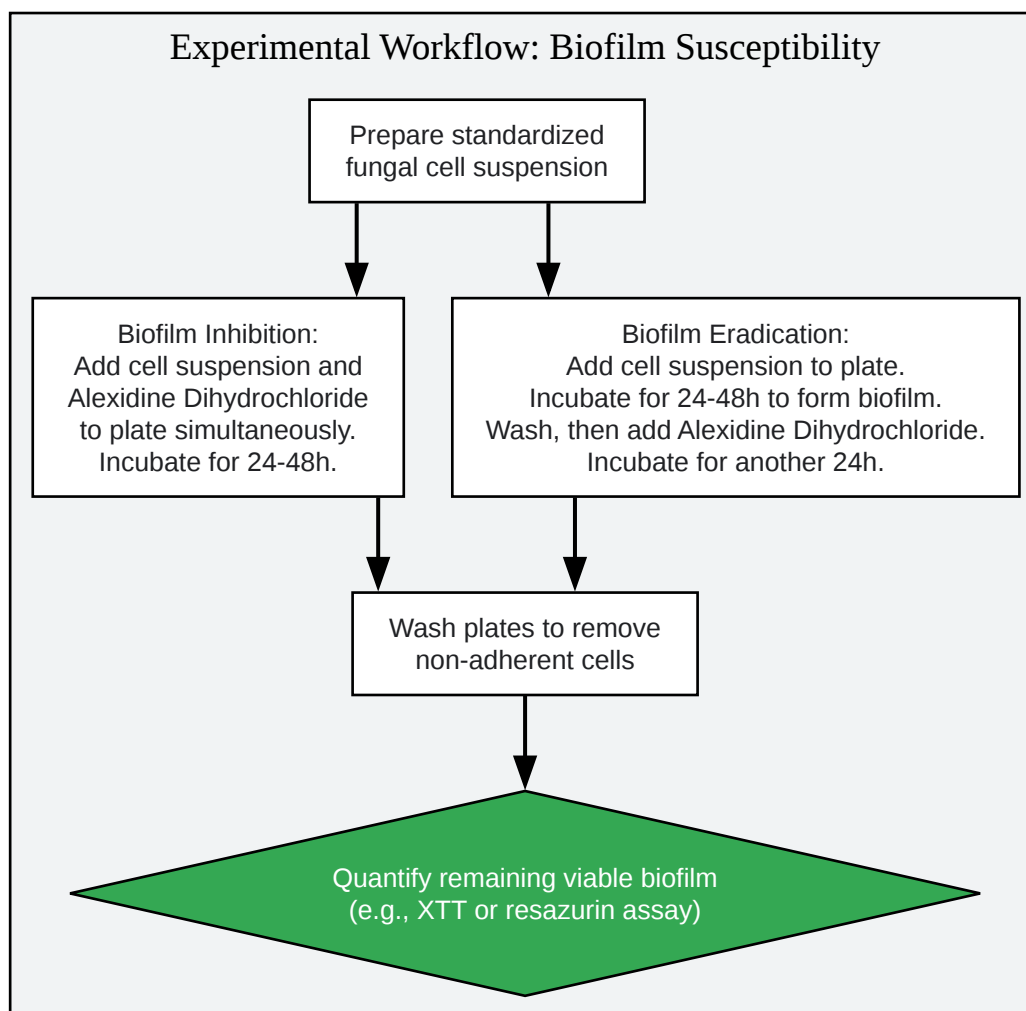 Experimental Workflow: Biofilm Susceptibility
Prepare standardized
fungal cell suspension
Biofilm Inhibition:
Add cell suspension and
Alexidine Dihydrochloride
to plate simultaneously.
Incubate for 24-48h.
Biofilm Eradication:
Add cell suspension to plate.
Incubate for 24-48h to form biofilm.
Wash, then add Alexidine Dihydrochloride.
Incubate for another 24h.
Wash plates to remove
non-adherent cells
Quantify remaining viable biofilm
(e.g., XTT or resazurin assay)